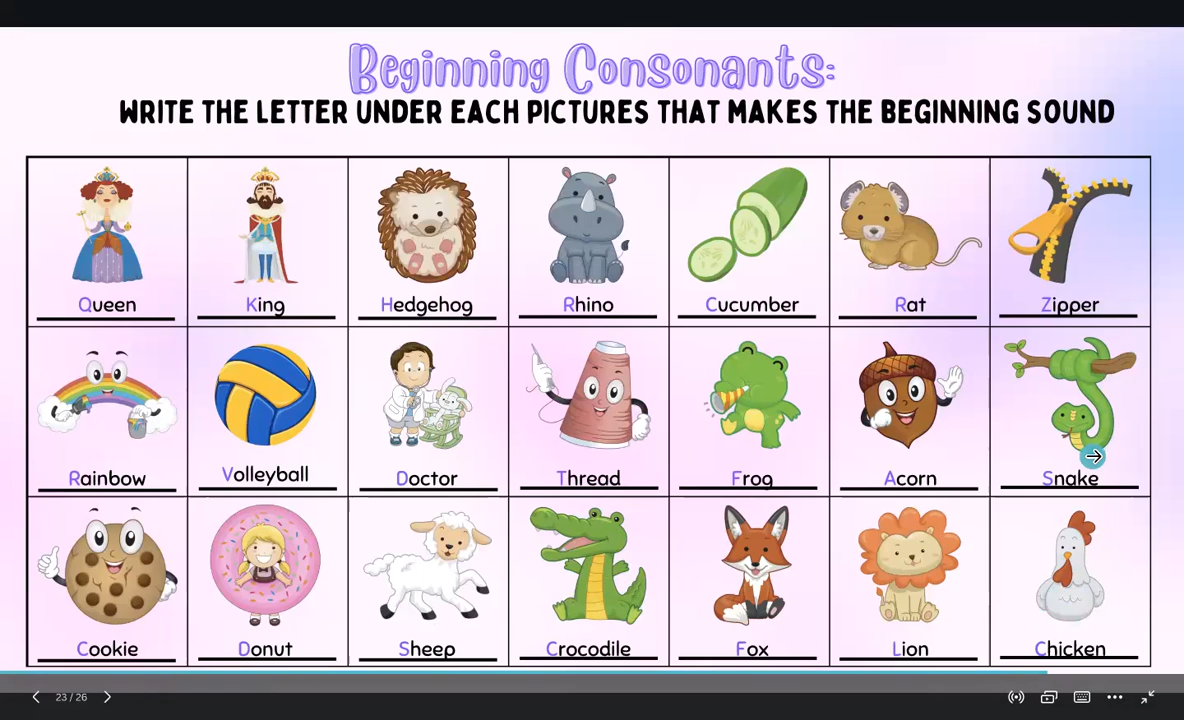 Beginning Consonants:
WRITE THE LETTER UNDER EACH PICTURES THAT MAKES THE BEGINNING SOUND
Queen King Hedgehog Rhino Cucumber Rat Zipper
Rainbow Volleyball Doctor Thread Frog Acorn Snake
Cookie Donut Sheep Crocodile Fox Lion Chicken
23 / 26